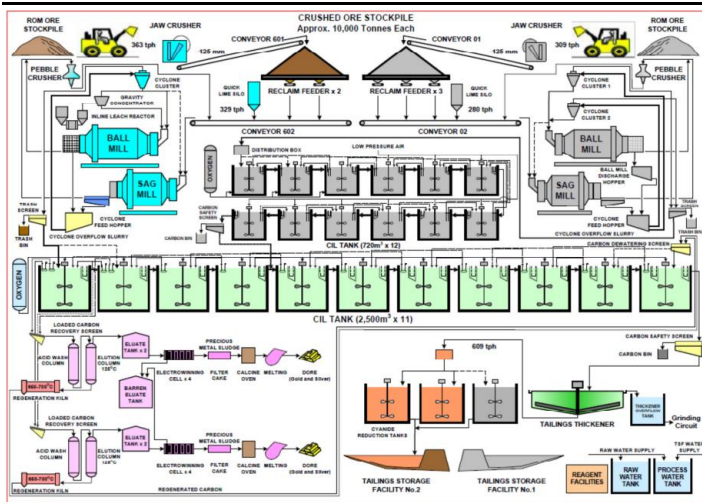 CRUSHED ORE STOCKPILE
Approx. 10,000 Tonnes Each
ROM ORE
STOCKPILE
363 tph
JAW CRUSHER
CONVEYOR 601
-125 mm
CONVEYOR 01
JAW CRUSHER
-125 mm
309 tph
ROM ORE
STOCKPILE
PEBBLE
CRUSHER
CYCLONE
CLUSTER
GRAVITY
CONCENTRATOR
INLINE LEACH REACTOR
QUICK
LIME SILO
329 tph
RECLAIM FEEDER x 2
RECLAIM FEEDER x 3
QUICK
LIME SILO
280 tph
CYCLONE
CLUSTER 1
CYCLONE
CLUSTER 2
PEBBLE
CRUSHER
CONVEYOR 602
CONVEYOR 02
BALL
MILL
SAG
MILL
BALL
MILL
BALL MILL
DISCHARGE
HOPPER
SAG
MILL
DISTRIBUTION BOX
LOW PRESSURE AIR
OXYGEN
CARBON
SAFETY
SCREEN
CARBON BIN
CIL TANK (720m³ x 12)
TRASH
SCREEN
TRASH
BIN
CYCLONE
FEED HOPPER
CYCLONE OVERFLOW SLURRY
CYCLONE
FEED HOPPER
CYCLONE OVERFLOW SLURRY
TRASH
TRASH
BIN
CARBON DEWATERING SCREEN
OXYGEN
CIL TANK (2,500m³ x 11)
LOADED CARBON
RECOVERY SCREEN
ACID WASH
COLUMN
ELUTION
COLUMN
REGENERATION KILN
ELUATE
TANK x 2
BARREN
ELUATE
TANK
ELECTROWINNING
CELL x 4
PRECIOUS
METAL SLUDGE
FILTER
CAKE
CALCINE
OVEN
MELTING
DORE
(Gold and Silver)
LOADED CARBON
RECOVERY SCREEN
ACID WASH
COLUMN
ELUTION
COLUMN
REGENERATION KILN
ELUATE
TANK x 2
ELECTROWINNING
CELL x 4
PRECIOUS
METAL SLUDGE
FILTER
CAKE
CALCINE
OVEN
MELTING
DORE
(Gold and Silver)
REGENERATED CARBON
609 tph
CYANIDE
REDUCTION TANKS
TAILINGS STORAGE
FACILITY No.2
TAILINGS STORAGE
FACILITY No.1
CARBON SAFETY SCREEN
CARBON BIN
TAILINGS THICKENER
THICKENER
OVERFLOW
TANK
Grinding
Circuit
RAW WATER SUPPLY
TSF WATER
SUPPLY
REAGENT
FACILITIES
RAW
WATER
TANK
PROCESS
WATER
TANK